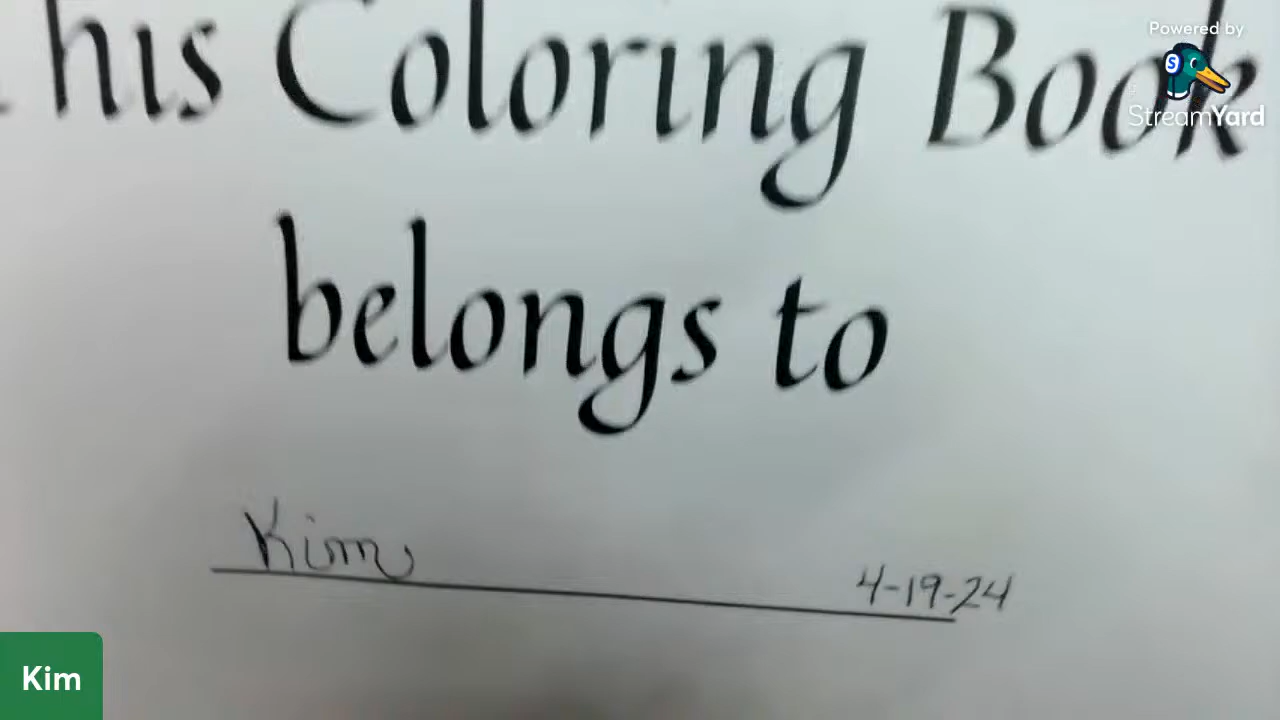 Powered by
StreamYard
his Coloring Book
belongs to
Kim
4-19-24
Kim